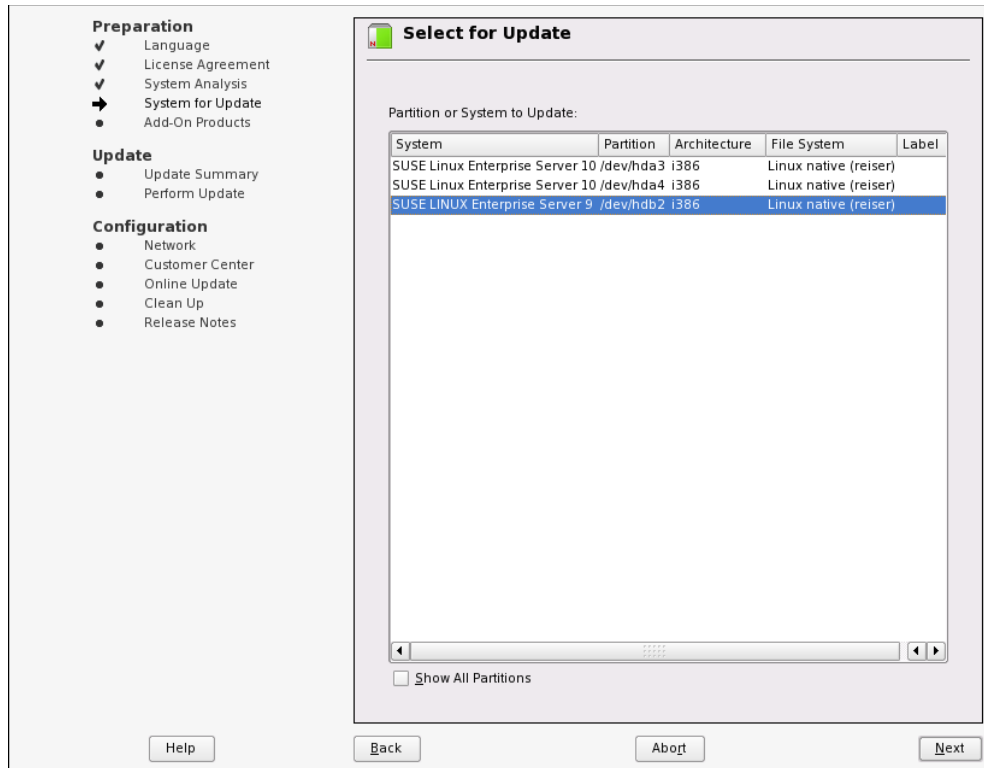 Preparation
Language
License Agreement
System Analysis
System for Update
Add-On Products
Update
Update Summary
Perform Update
Configuration
Network
Customer Center
Online Update
Clean Up
Release Notes
N
Select for Update
Partition or System to Update:
System Partition Architecture File System Label
SUSE Linux Enterprise Server 10 /dev/hda3 i386 Linux native (reiser)
SUSE Linux Enterprise Server 10 /dev/hda4 i386 Linux native (reiser)
SUSE LINUX Enterprise Server 9 /dev/hdb2 i386 Linux native (reiser)
Show All Partitions
Help Back Abort Next